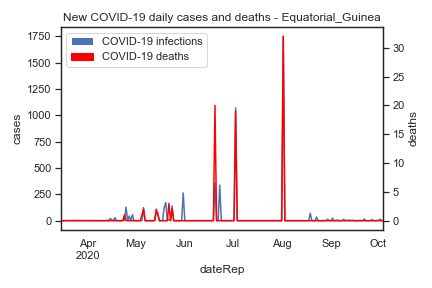 New COVID-19 daily cases and deaths - Equatorial_Guinea
COVID-19 infections
COVID-19 deaths
1750
1500
1250
1000
750
500
250
0
cases
30
25
20
15
10
5
0
deaths
Apr May Jun Jul Aug Sep Oct
2020
dateRep